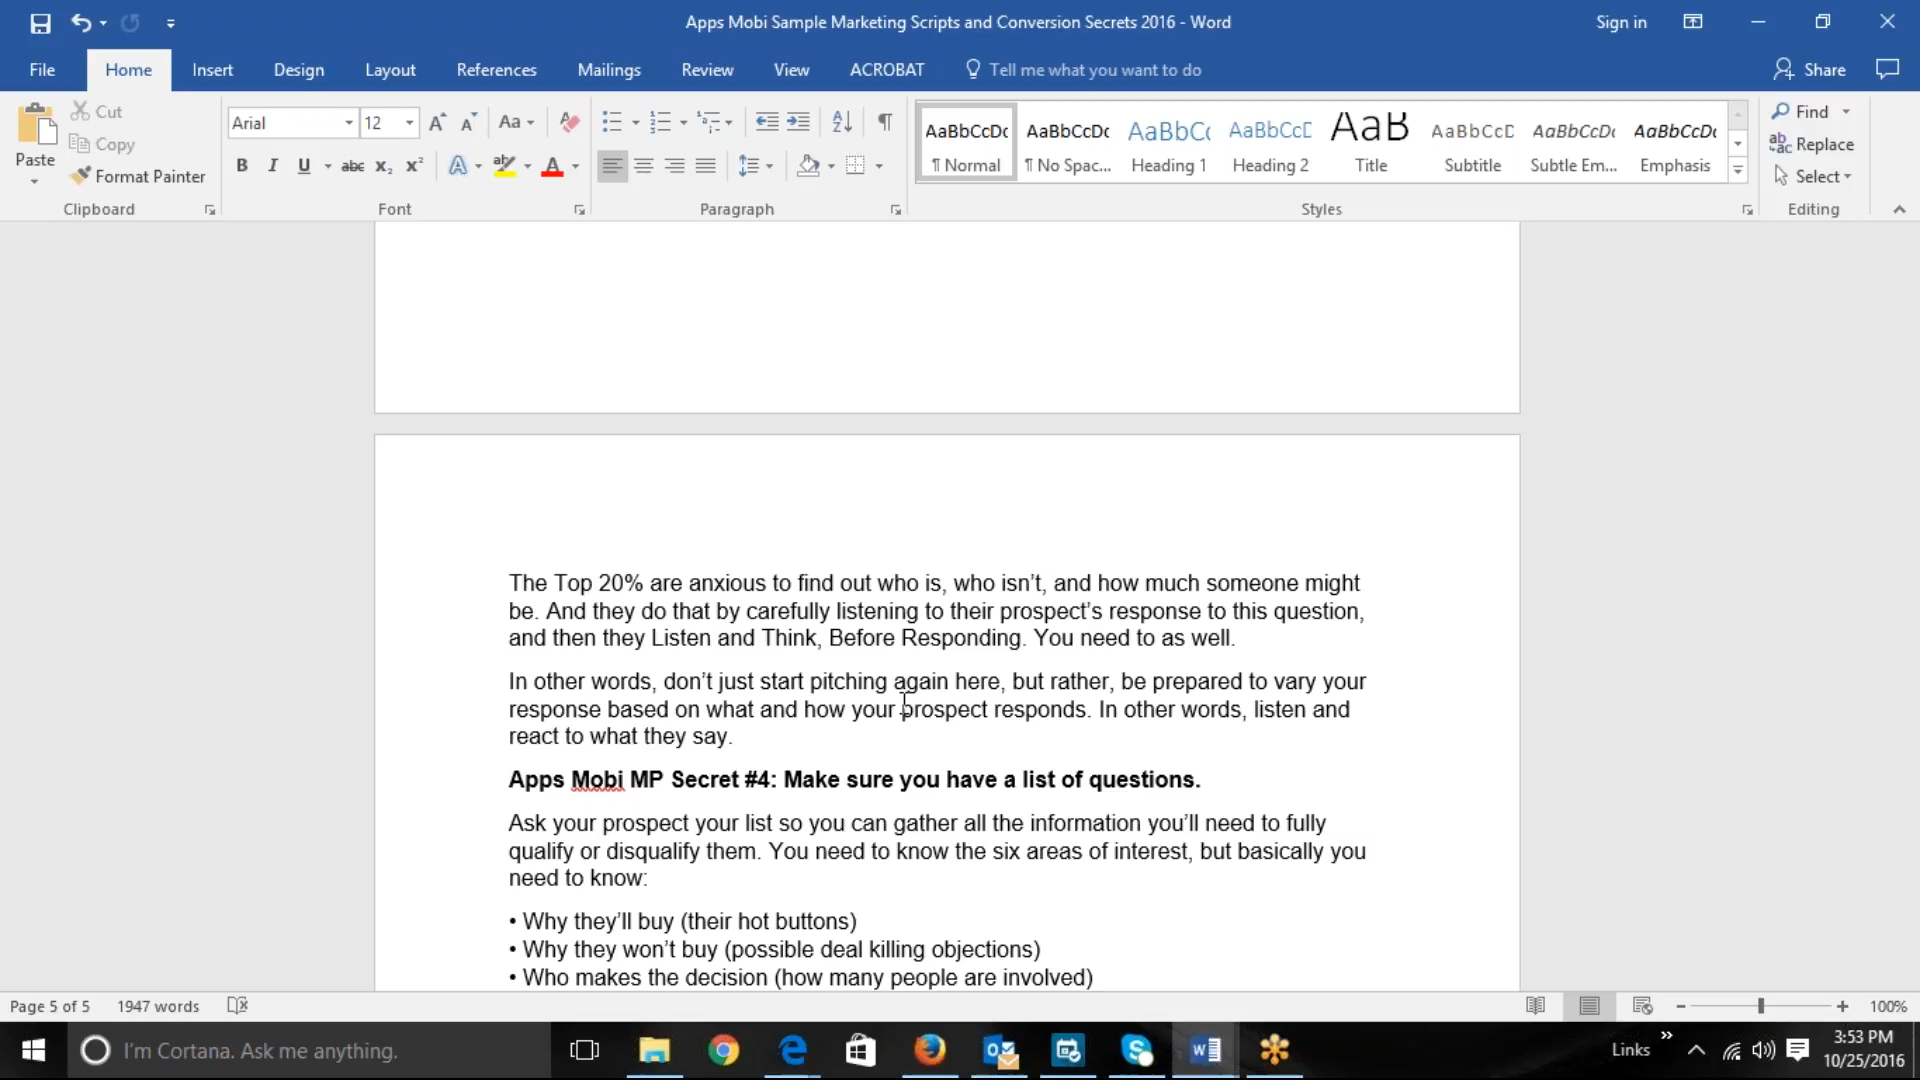 Apps Mobi Sample Marketing Scripts and Conversion Secrets 2016 - Word
Sign in
File Home Insert Design Layout References Mailings Review View ACROBAT Tell me what you want to do Share
Paste
Cut
Copy
Format Painter
Clipboard
Arial 12
Aa
B I U abc x₂ x² A ab A
Font
Paragraph
AaBbCcDc AaBbCcDc AaBbCc AaBbCcD AaB AaBbCcD AaBbCcDc AaBbCcDc
¶ Normal ¶ No Spac... Heading 1 Heading 2 Title Subtitle Subtle Em... Emphasis
Styles
Find
Replace
Select
Editing
The Top 20% are anxious to find out who is, who isn’t, and how much someone might
be. And they do that by carefully listening to their prospect’s response to this question,
and then they Listen and Think, Before Responding. You need to as well.
In other words, don’t just start pitching again here, but rather, be prepared to vary your
response based on what and how your prospect responds. In other words, listen and
react to what they say.
Apps Mobi MP Secret #4: Make sure you have a list of questions.
Ask your prospect your list so you can gather all the information you’ll need to fully
qualify or disqualify them. You need to know the six areas of interest, but basically you
need to know:
• Why they’ll buy (their hot buttons)
• Why they won’t buy (possible deal killing objections)
• Who makes the decision (how many people are involved)
Page 5 of 5 1947 words 100%
I'm Cortana. Ask me anything.
Links
3:53 PM
10/25/2016